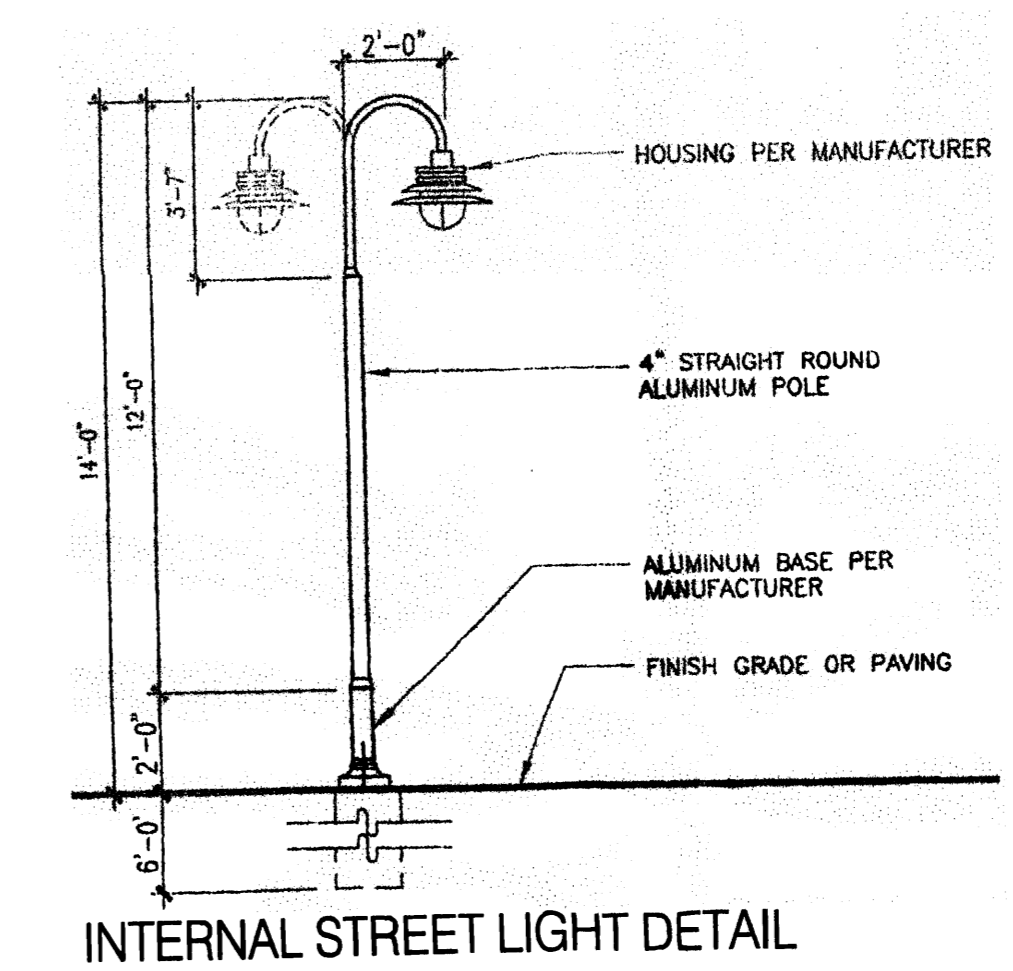 2'-0"
HOUSING PER MANUFACTURER
3'-7"
4" STRAIGHT ROUND
ALUMINUM POLE
12'-0"
14'-0"
ALUMINUM BASE PER
MANUFACTURER
FINISH GRADE OR PAVING
2'-0"
6'-0'
INTERNAL STREET LIGHT DETAIL